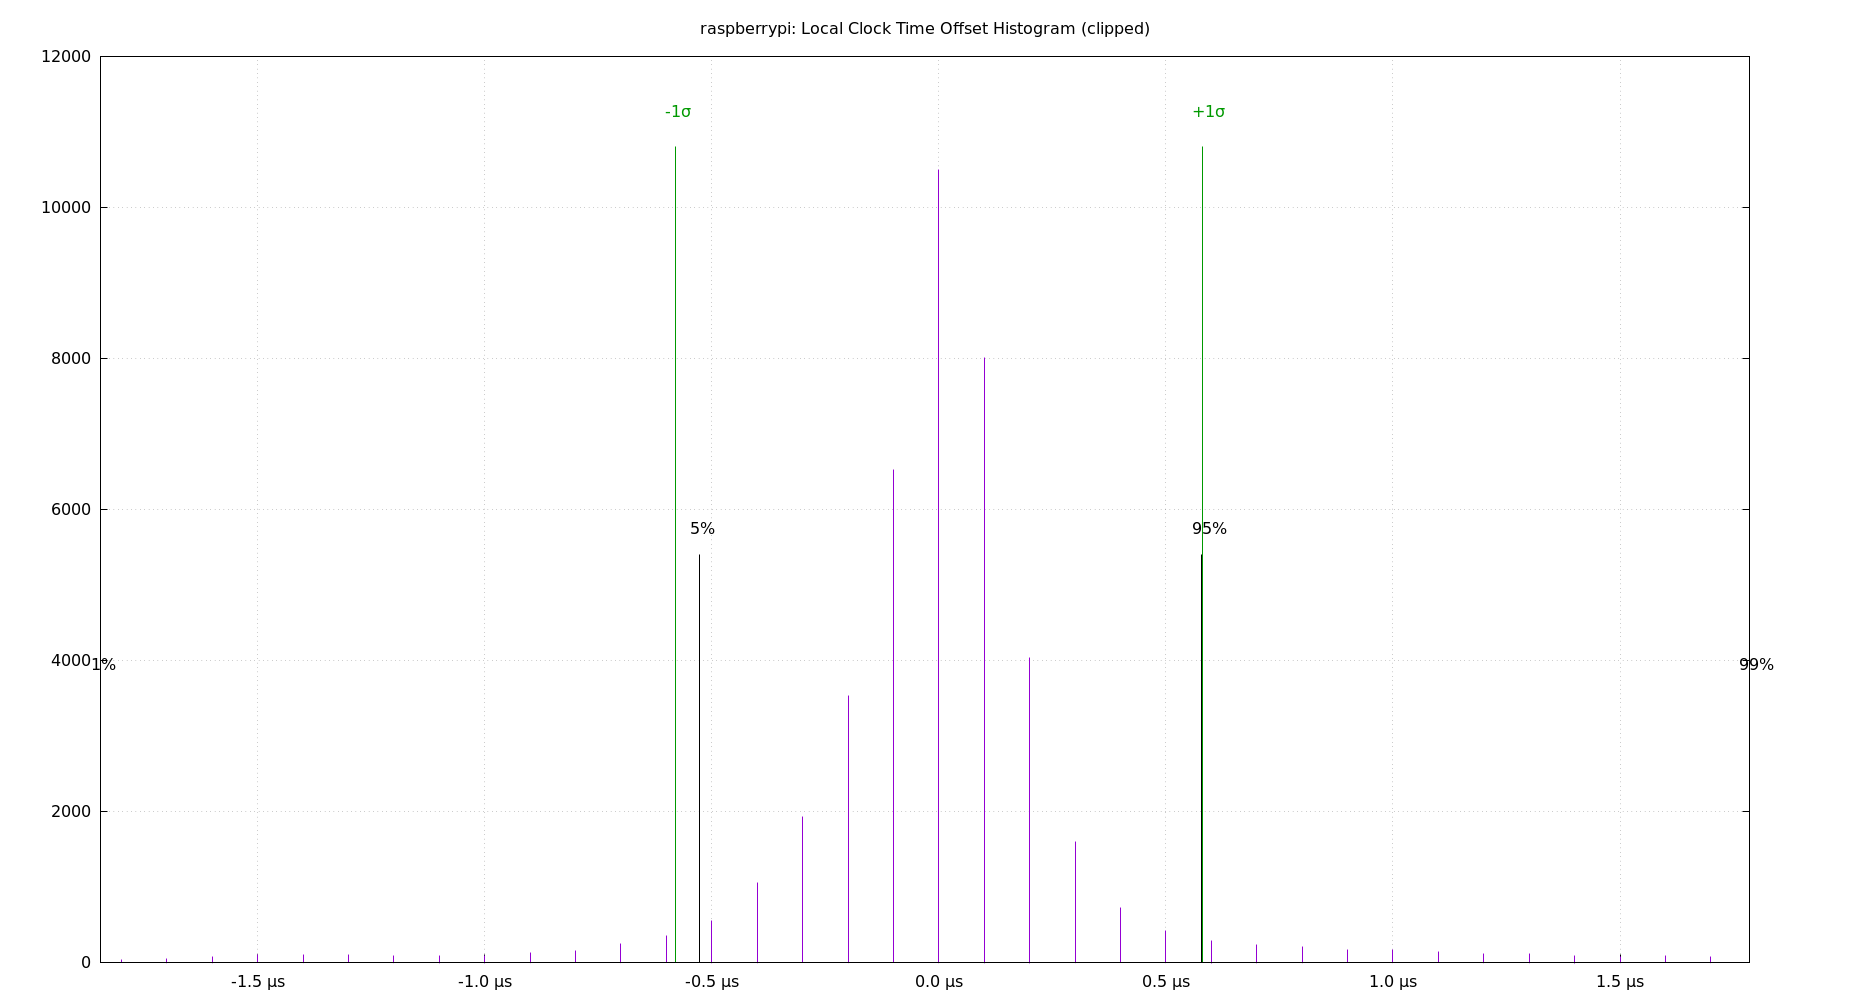 raspberrypi: Local Clock Time Offset Histogram (clipped)
12000
-1σ
+1σ
10000
8000
6000
5%
95%
4000
1%
99%
2000
0
-1.5 µs
-1.0 µs
-0.5 µs
0.0 µs
0.5 µs
1.0 µs
1.5 µs